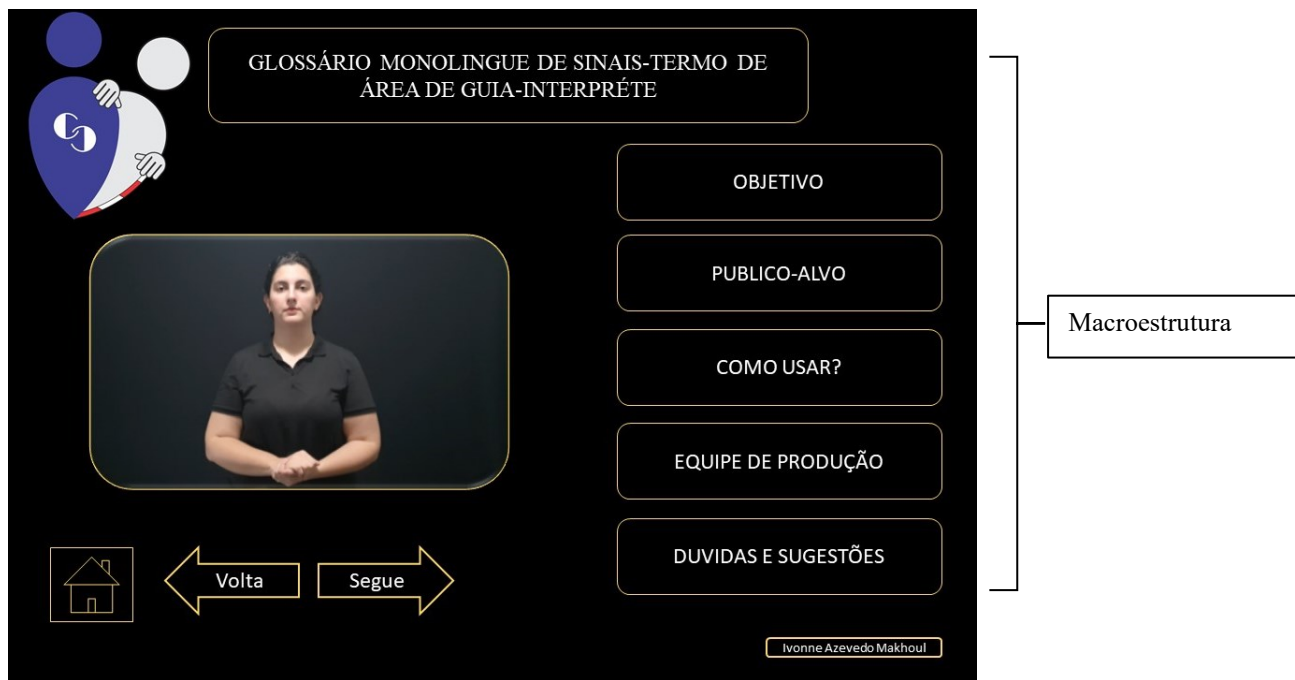 GLOSSÁRIO MONOLINGUE DE SINAIS-TERMO DE
ÁREA DE GUIA-INTERPRÉTE
OBJETIVO
PUBLICO-ALVO
COMO USAR?
EQUIPE DE PRODUÇÃO
DUVIDAS E SUGESTÕES
Volta
Segue
Ivonne Azevedo Makhoul
Macroestrutura